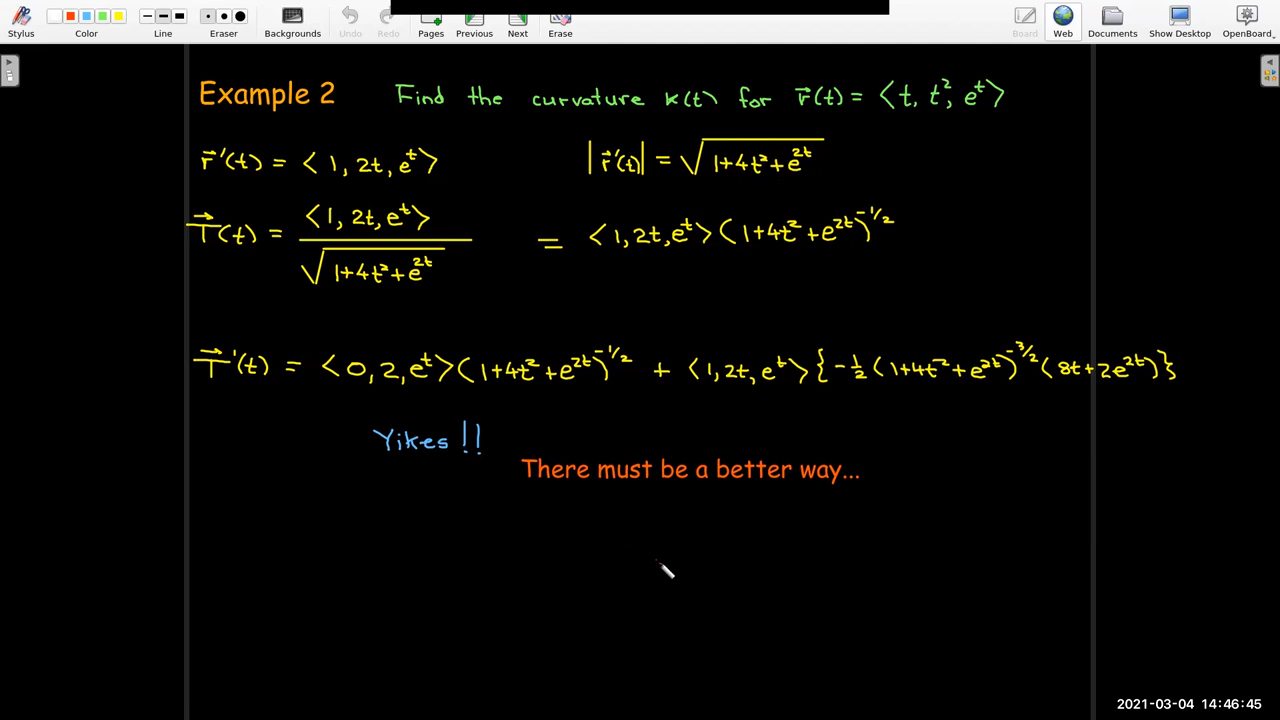 Stylus Color Line Eraser Backgrounds Undo Redo Pages Previous Next Erase Board Web Documents Show Desktop OpenBoard
Example 2 Find the curvature κ(t) for r⃗(t) = ⟨t, t², eᵗ⟩
r⃗'(t) = ⟨1, 2t, eᵗ⟩ |r⃗'(t)| = √(1+4t²+e²ᵗ)
T⃗(t) = ⟨1, 2t, eᵗ⟩ / √(1+4t²+e²ᵗ) = ⟨1, 2t, eᵗ⟩(1+4t²+e²ᵗ)^(-1/2)
T⃗'(t) = ⟨0, 2, eᵗ⟩(1+4t²+e²ᵗ)^(-1/2) + ⟨1, 2t, eᵗ⟩{-½(1+4t²+e²ᵗ)^(-3/2)(8t+2e²ᵗ)}
Yikes!!
There must be a better way...
2021-03-04 14:46:45